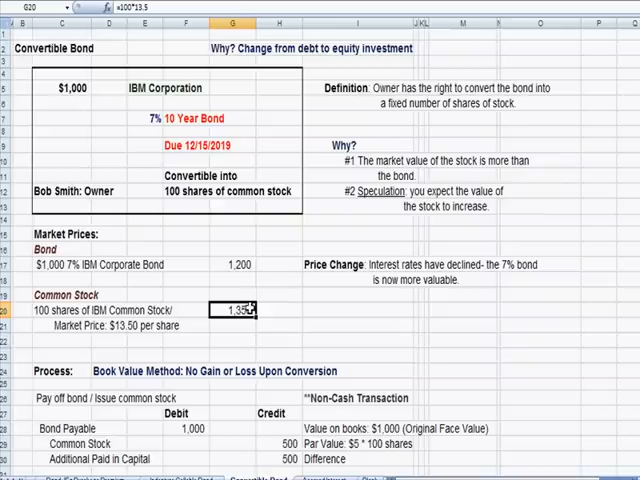 G20
fx
=100*13.5
B C D E F G H I J K L M N O P Q
Convertible Bond
Why? Change from debt to equity investment
$1,000
IBM Corporation
7% 10 Year Bond
Due 12/15/2019
Convertible into
Bob Smith: Owner
100 shares of common stock
Definition: Owner has the right to convert the bond into
a fixed number of shares of stock.
Why?
#1 The market value of the stock is more than
the bond.
#2 Speculation: you expect the value of
the stock to increase.
Market Prices:
Bond
$1,000 7% IBM Corporate Bond
1,200
Price Change: Interest rates have declined- the 7% bond
is now more valuable.
Common Stock
100 shares of IBM Common Stock/
1,35
Market Price: $13.50 per share
Process: Book Value Method: No Gain or Loss Upon Conversion
Pay off bond / Issue common stock
**Non-Cash Transaction
Debit Credit
Bond Payable 1,000
Value on books: $1,000 (Original Face Value)
Common Stock 500
Par Value: $5 * 100 shares
Additional Paid in Capital 500
Difference
Convertible Bond